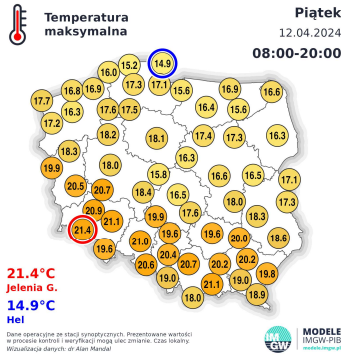 Temperatura
maksymalna
Piątek
12.04.2024
08:00-20:00
16.0 15.2 14.9
17.7 16.8 16.9 17.3 17.1 15.6 16.9 16.6
17.2 17.6 17.5 16.4 15.6
18.3 18.2 18.1 17.4 17.3 16.3
19.9 18.0 16.3
20.5 20.7 15.8 16.6 16.5 17.1
18.4 16.5
20.9 17.6 18.0 18.3 17.3
21.4 21.1 19.9
19.6 21.0 19.6 19.6 20.0 18.6
20.6 20.4 20.7 20.2 20.2
19.0 21.1 19.0 19.8
18.0 18.9
21.4°C
Jelenia G.
14.9°C
Hel
Dane operacyjne ze stacji synoptycznych. Prezentowane wartości
w procesie kontroli i weryfikacji mogą ulec zmianie. Czas lokalny.
Wizualizacja danych: dr Alan Mandal
IMGW
MODELE
IMGW-PIB